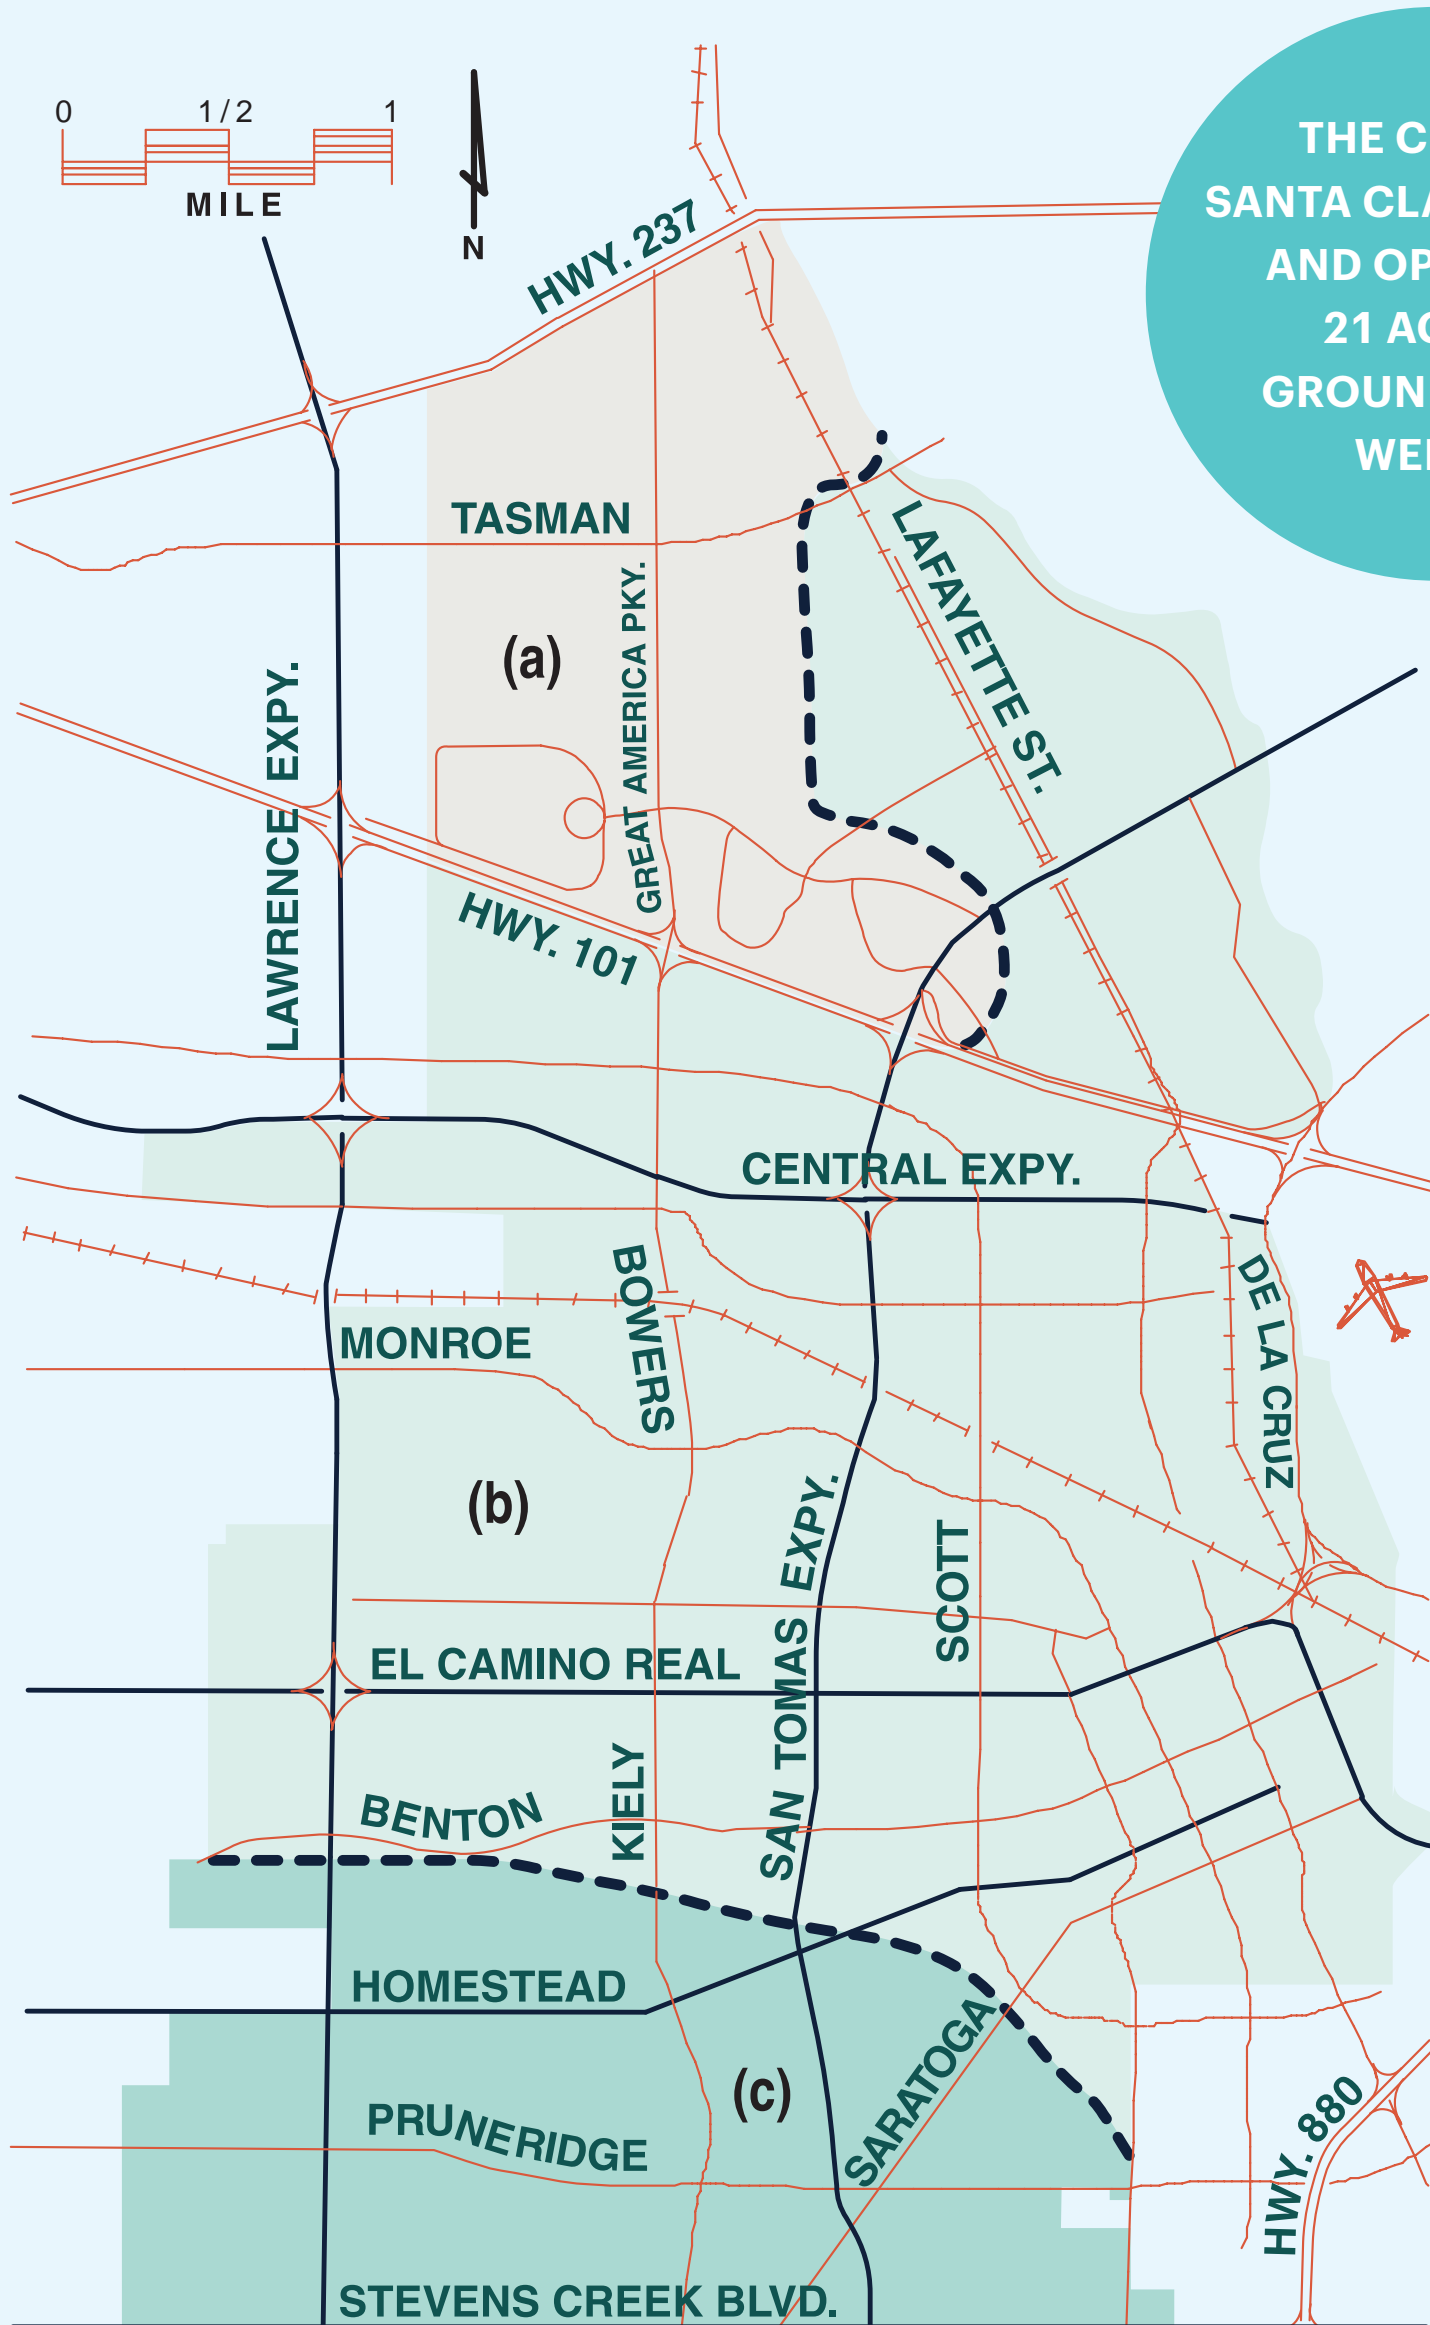 0 1/2 1
MILE
N
THE C
SANTA CLA
AND OP
21 AC
GROUN
WEL
HWY. 237
TASMAN
LAFAYETTE ST.
GREAT AMERICA PKY.
(a)
LAWRENCE EXPY.
HWY. 101
CENTRAL EXPY.
BOWERS
DE LA CRUZ
MONROE
(b)
SAN TOMAS EXPY.
SCOTT
EL CAMINO REAL
KIELY
BENTON
HOMESTEAD
SARATOGA
(c)
HWY. 880
PRUNERIDGE
STEVENS CREEK BLVD.